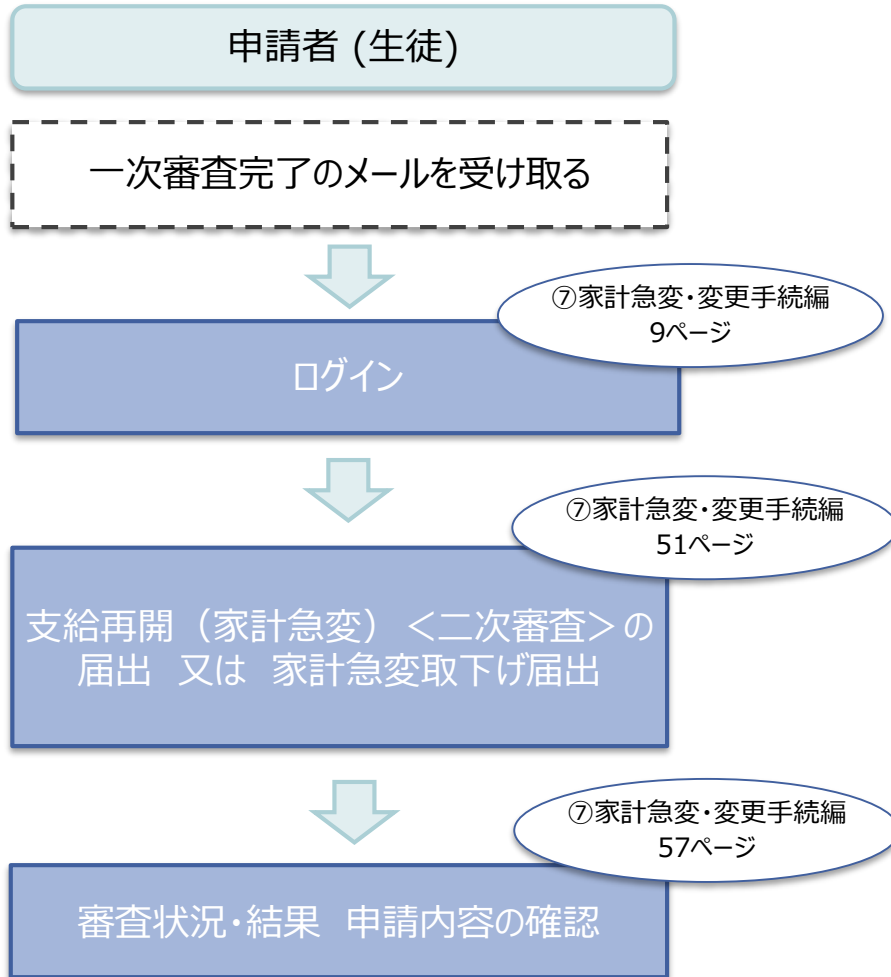 申請者 (生徒)
一次審査完了のメールを受け取る
⑦家計急変・変更手続編
9ページ
ログイン
⑦家計急変・変更手続編
51ページ
支給再開（家計急変）＜二次審査＞の
届出　又は　家計急変取下げ届出
⑦家計急変・変更手続編
57ページ
審査状況・結果　申請内容の確認